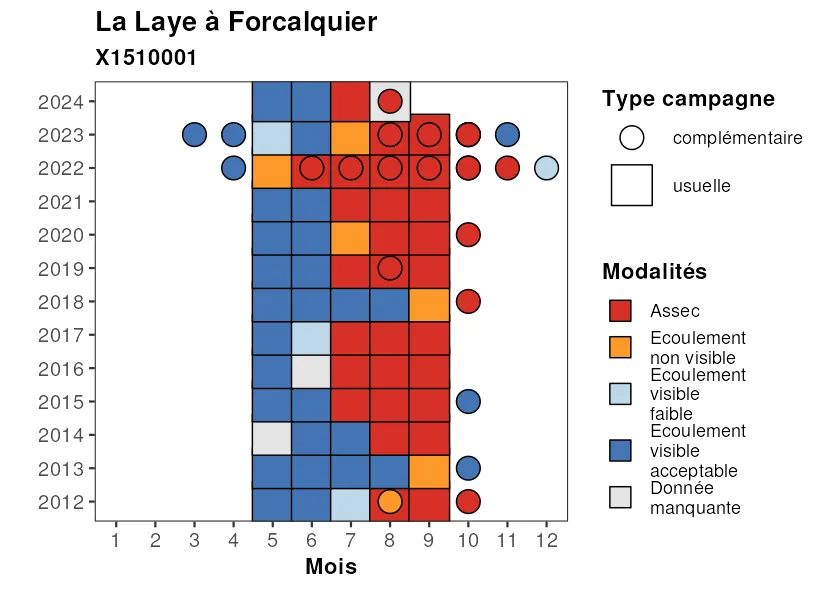 La Laye à Forcalquier
X1510001
2024
2023
2022
2021
2020
2019
2018
2017
2016
2015
2014
2013
2012
1 2 3 4 5 6 7 8 9 10 11 12
Mois
Type campagne
complémentaire
usuelle
Modalités
Assec
Ecoulement
non visible
Ecoulement
visible
faible
Ecoulement
visible
acceptable
Donnée
manquante